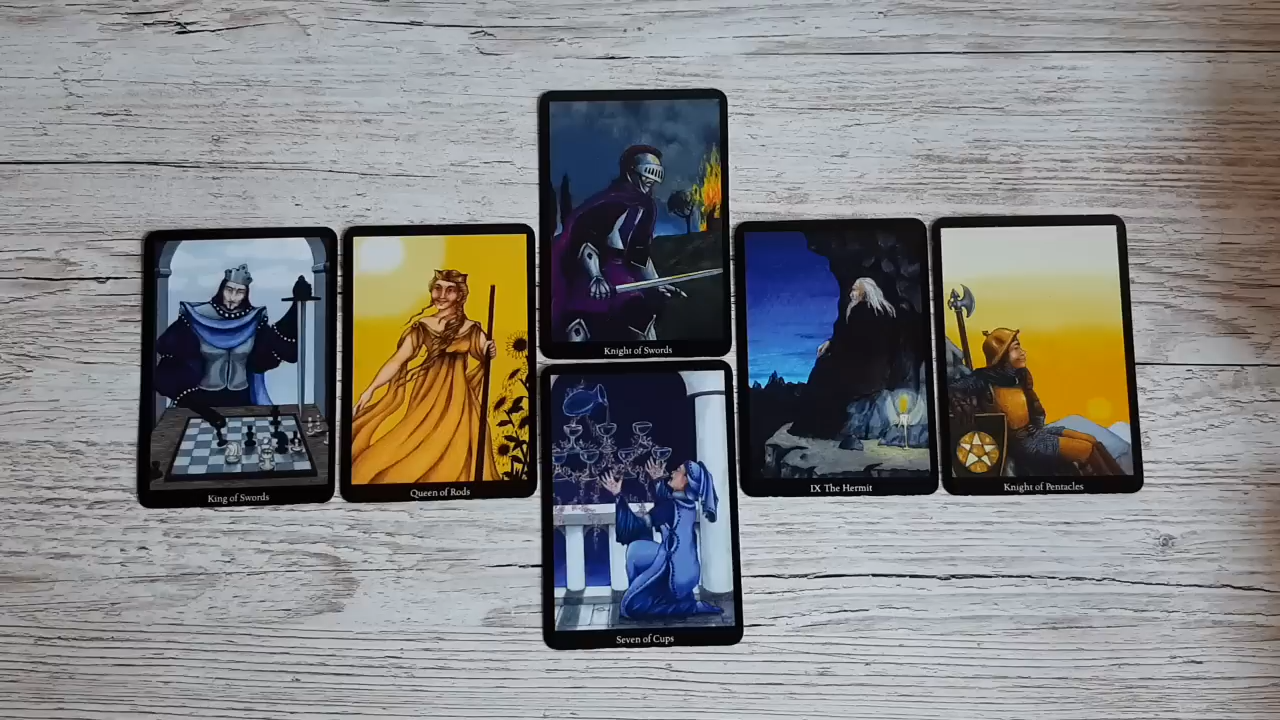 Knight of Swords
King of Swords
Queen of Rods
IX The Hermit
Knight of Pentacles
Seven of Cups